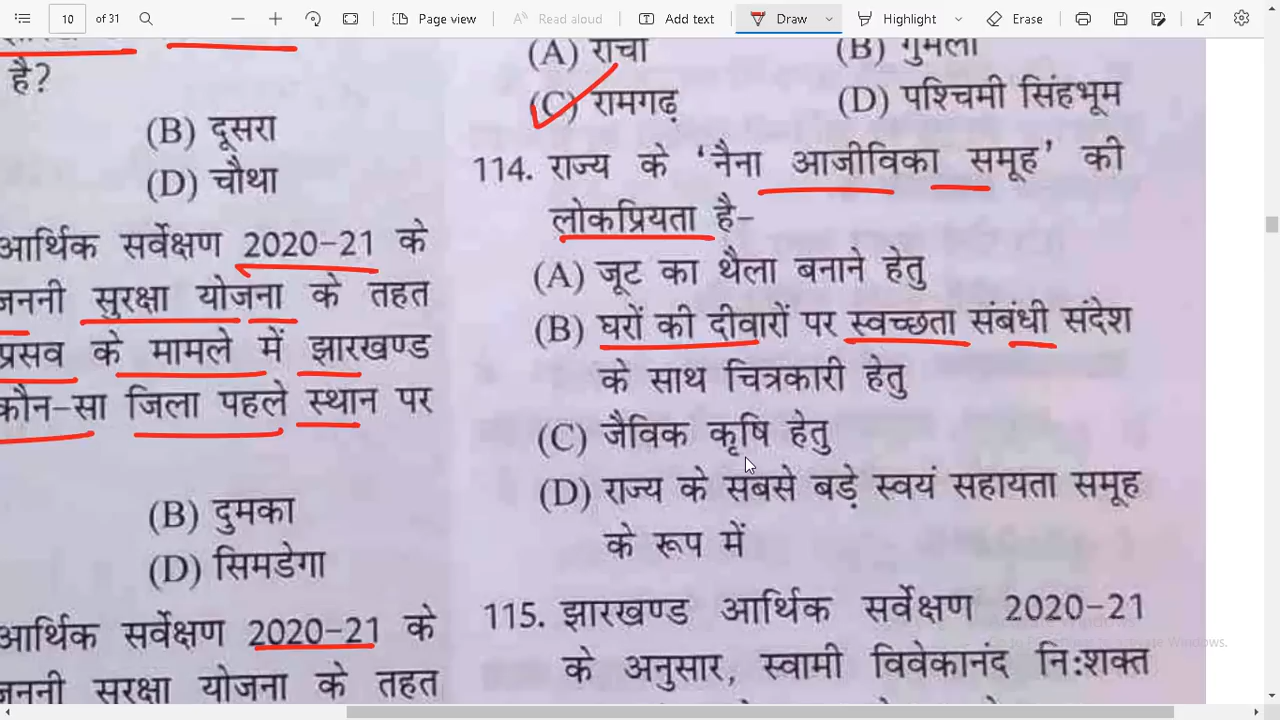 10 of 31
Page view
Read aloud
Add text
Draw
Highlight
Erase
है?
(B) दूसरा
(D) चौथा
आर्थिक सर्वेक्षण 2020-21 के
जननी सुरक्षा योजना के तहत
प्रसव के मामले में झारखण्ड
कौन-सा जिला पहले स्थान पर
(B) दुमका
(D) सिमडेगा
आर्थिक सर्वेक्षण 2020-21 के
जननी सुरक्षा योजना के तहत
(A) राँची
(B) गुमला
(C) रामगढ़
(D) पश्चिमी सिंहभूम
114. राज्य के 'नैना आजीविका समूह' की
लोकप्रियता है-
(A) जूट का थैला बनाने हेतु
(B) घरों की दीवारों पर स्वच्छता संबंधी संदेश
के साथ चित्रकारी हेतु
(C) जैविक कृषि हेतु
(D) राज्य के सबसे बड़े स्वयं सहायता समूह
के रूप में
115. झारखण्ड आर्थिक सर्वेक्षण 2020-21
के अनुसार, स्वामी विवेकानंद नि:शक्त